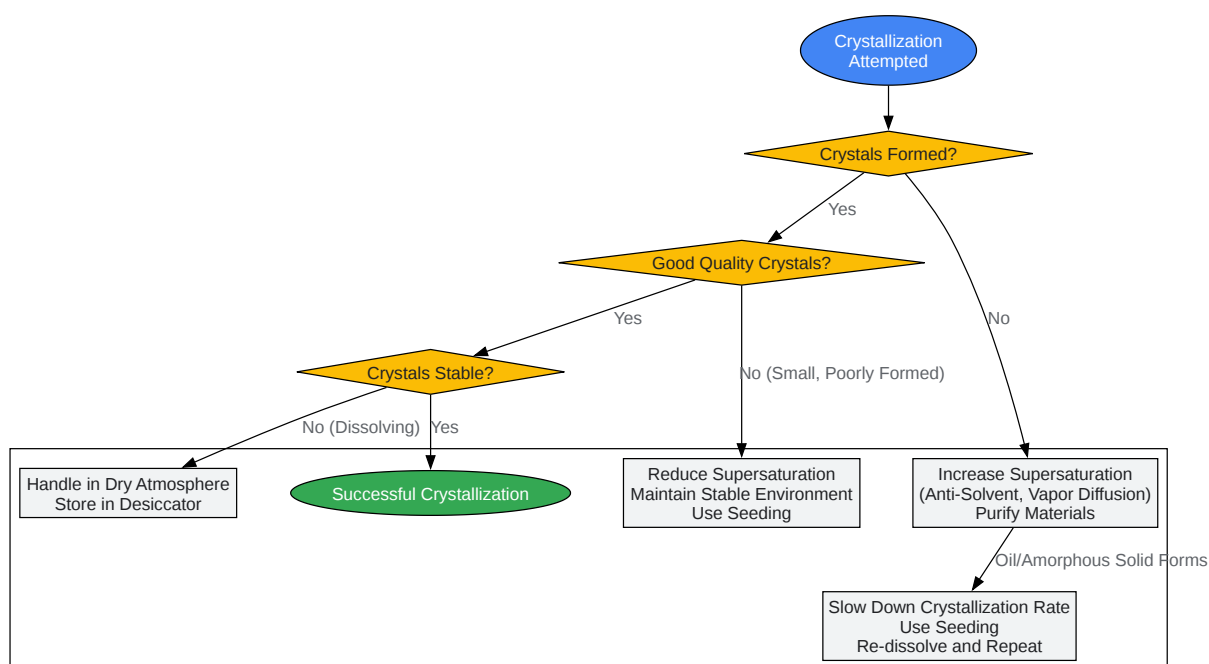 Crystallization
Attempted
Crystals Formed?
Yes
Good Quality Crystals?
Yes
No
Crystals Stable?
No (Small, Poorly Formed)
No (Dissolving)
Yes
Handle in Dry Atmosphere
Store in Desiccator
Successful Crystallization
Reduce Supersaturation
Maintain Stable Environment
Use Seeding
Increase Supersaturation
(Anti-Solvent, Vapor Diffusion)
Purify Materials
Oil/Amorphous Solid Forms
Slow Down Crystallization Rate
Use Seeding
Re-dissolve and Repeat